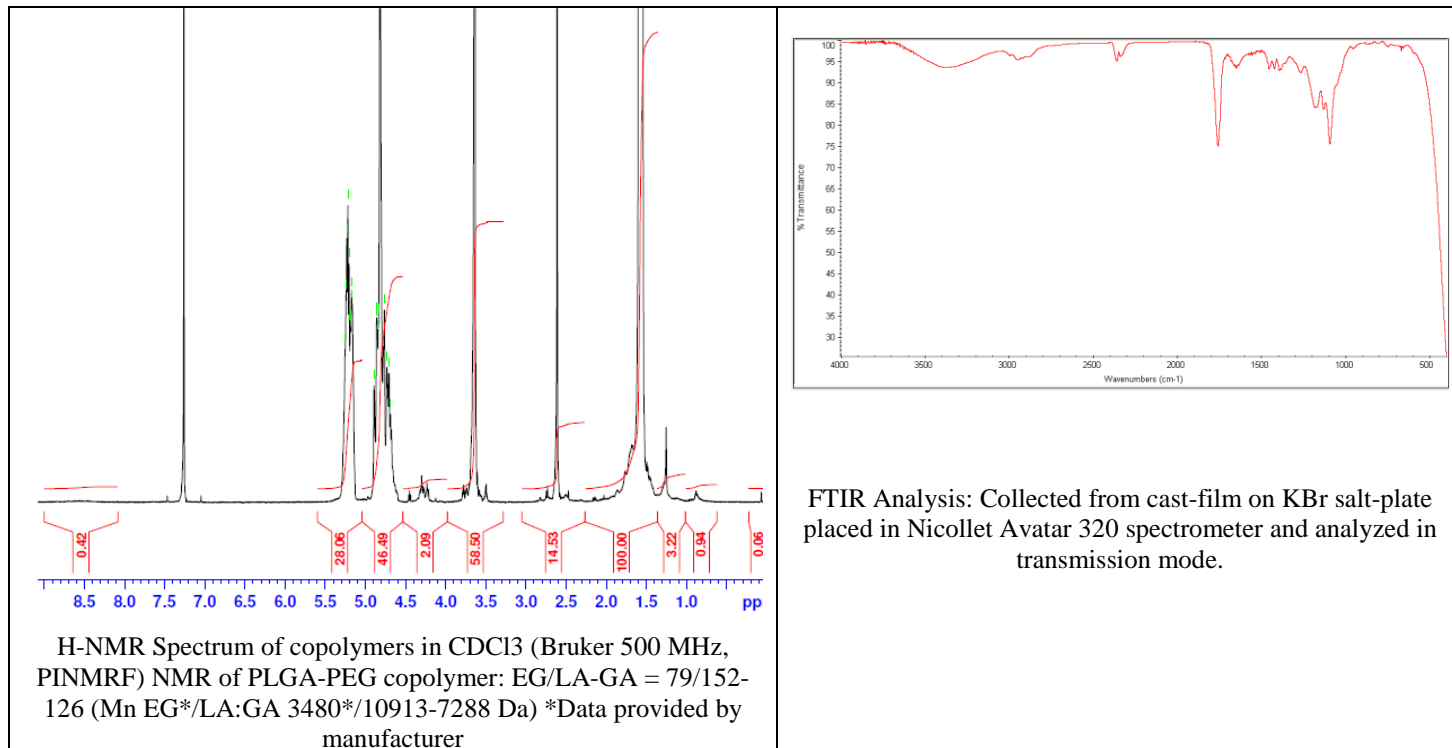 0.42
28.06
46.49
2.09
58.50
14.53
100.00
3.22
0.94
0.06
8.5 8.0 7.5 7.0 6.5 6.0 5.5 5.0 4.5 4.0 3.5 3.0 2.5 2.0 1.5 1.0 pp
H-NMR Spectrum of copolymers in CDCl3 (Bruker 500 MHz,
PINMRF) NMR of PLGA-PEG copolymer: EG/LA-GA = 79/152-
126 (Mn EG*/LA:GA 3480*/10913-7288 Da) *Data provided by
manufacturer
100
95
90
85
80
75
70
65
60
55
50
45
40
35
30
% Transmittance
4000 3500 3000 2500 2000 1500 1000 500
Wavenumbers (cm-1)
FTIR Analysis: Collected from cast-film on KBr salt-plate
placed in Nicollet Avatar 320 spectrometer and analyzed in
transmission mode.